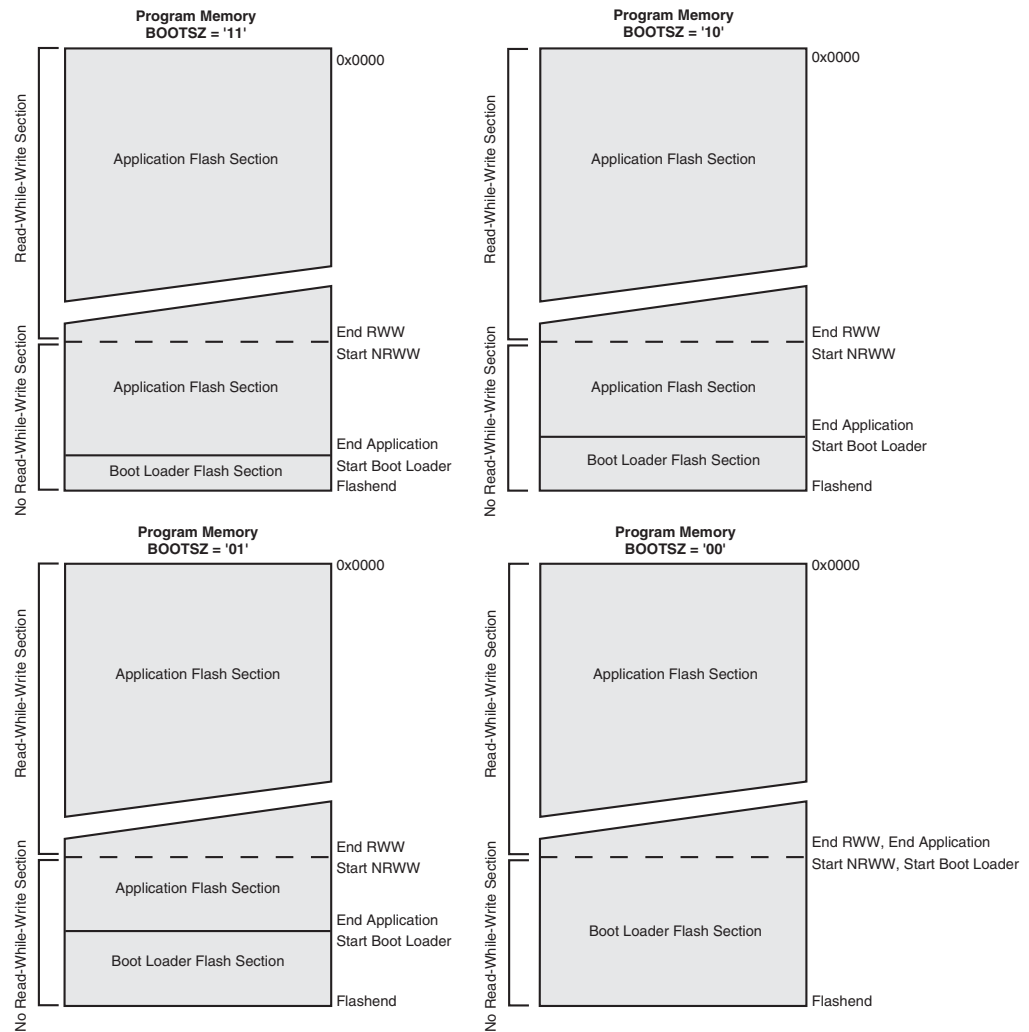 Program Memory
BOOTSZ = '11'
0x0000
Read-While-Write Section
Application Flash Section
End RWW
Start NRWW
No Read-While-Write Section
Application Flash Section
End Application
Start Boot Loader
Boot Loader Flash Section
Flashend
Program Memory
BOOTSZ = '10'
0x0000
Read-While-Write Section
Application Flash Section
End RWW
Start NRWW
No Read-While-Write Section
Application Flash Section
End Application
Start Boot Loader
Boot Loader Flash Section
Flashend
Program Memory
BOOTSZ = '01'
0x0000
Read-While-Write Section
Application Flash Section
End RWW
Start NRWW
No Read-While-Write Section
Application Flash Section
End Application
Start Boot Loader
Boot Loader Flash Section
Flashend
Program Memory
BOOTSZ = '00'
0x0000
Read-While-Write Section
Application Flash Section
End RWW, End Application
Start NRWW, Start Boot Loader
No Read-While-Write Section
Boot Loader Flash Section
Flashend